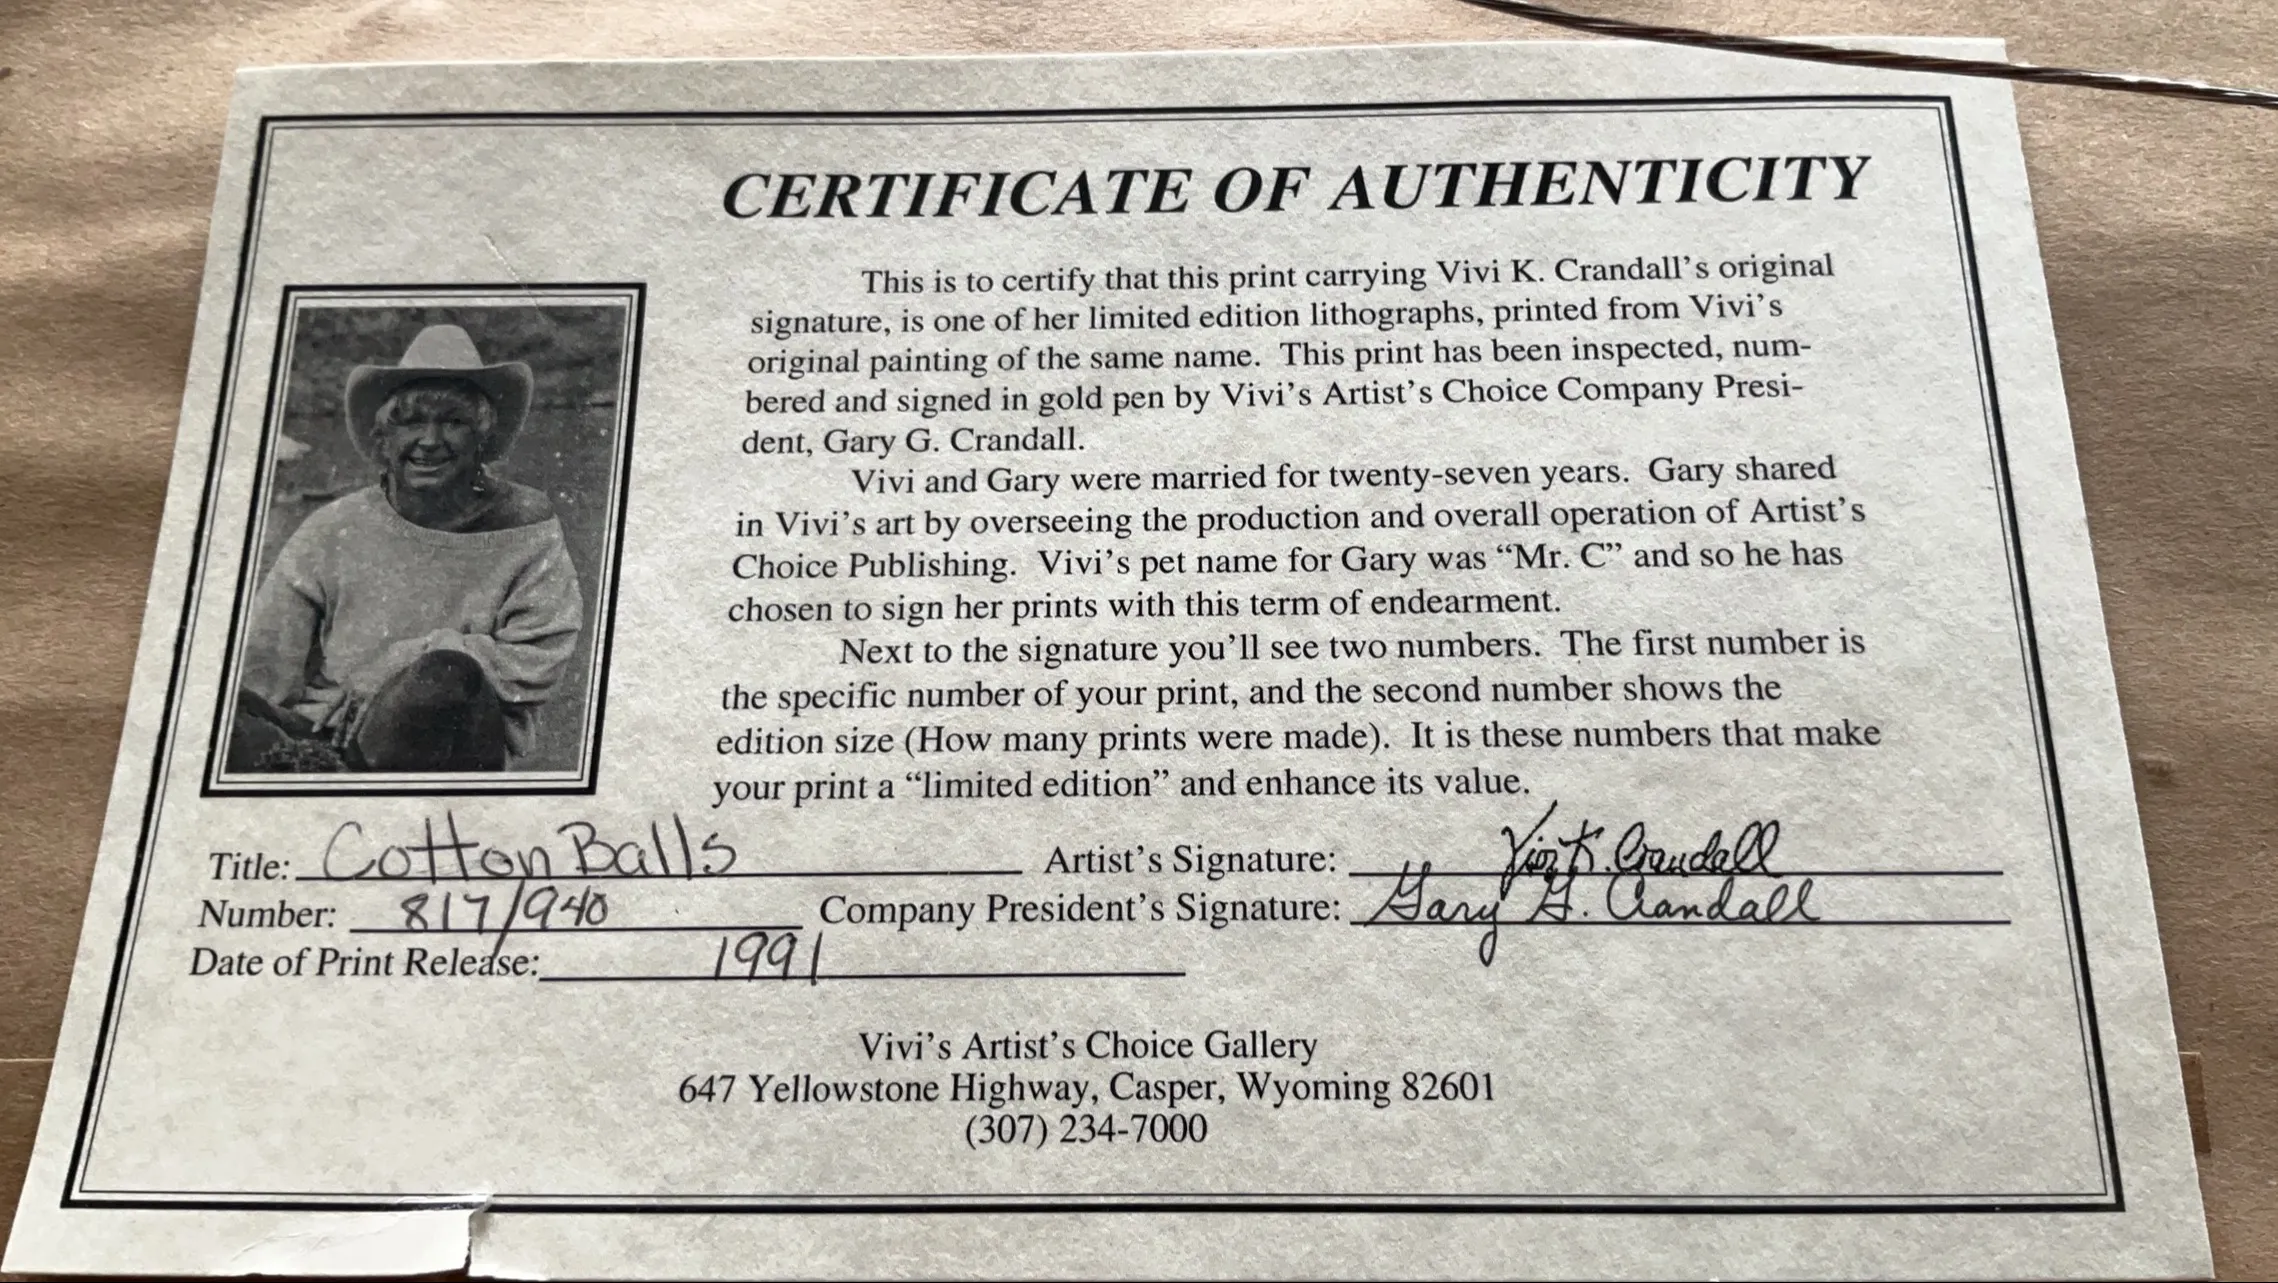 CERTIFICATE OF AUTHENTICITY
This is to certify that this print carrying Vivi K. Crandall's original
signature, is one of her limited edition lithographs, printed from Vivi's
original painting of the same name. This print has been inspected, num-
bered and signed in gold pen by Vivi's Artist's Choice Company Presi-
dent, Gary G. Crandall.
Vivi and Gary were married for twenty-seven years. Gary shared
in Vivi's art by overseeing the production and overall operation of Artist's
Choice Publishing. Vivi's pet name for Gary was “Mr. C” and so he has
chosen to sign her prints with this term of endearment.
Next to the signature you'll see two numbers. The first number is
the specific number of your print, and the second number shows the
edition size (How many prints were made). It is these numbers that make
your print a “limited edition” and enhance its value.
Title: Cotton Balls Artist's Signature: Vivi K. Crandall
Number: 817/940 Company President's Signature: Gary G. Crandall
Date of Print Release: 1991
Vivi's Artist's Choice Gallery
647 Yellowstone Highway, Casper, Wyoming 82601
(307) 234-7000